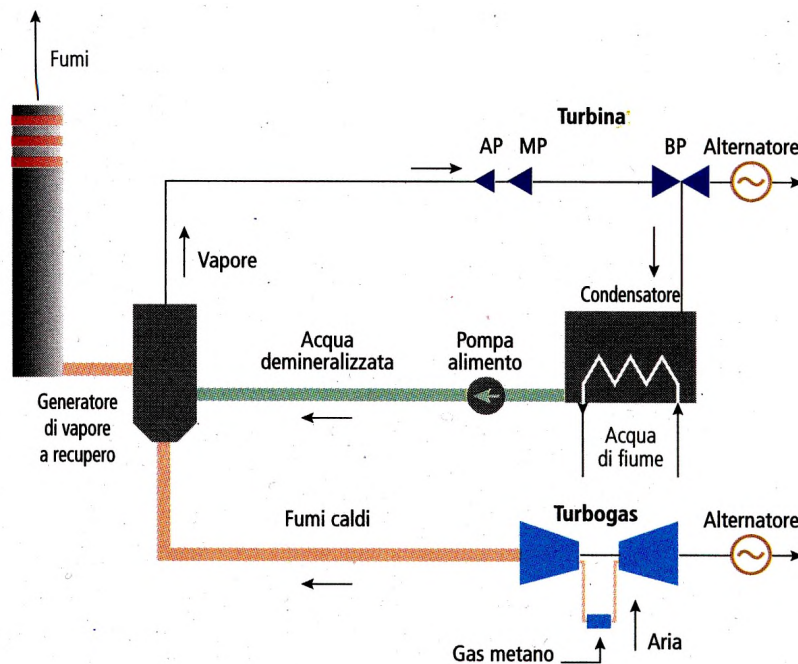 Fumi
Turbina
AP MP BP Alternatore
Vapore
Condensatore
Acqua
demineralizzata
Pompa
alimento
Generatore
di vapore
a recupero
Acqua
di fiume
Fumi caldi
Turbogas
Alternatore
Gas metano
Aria